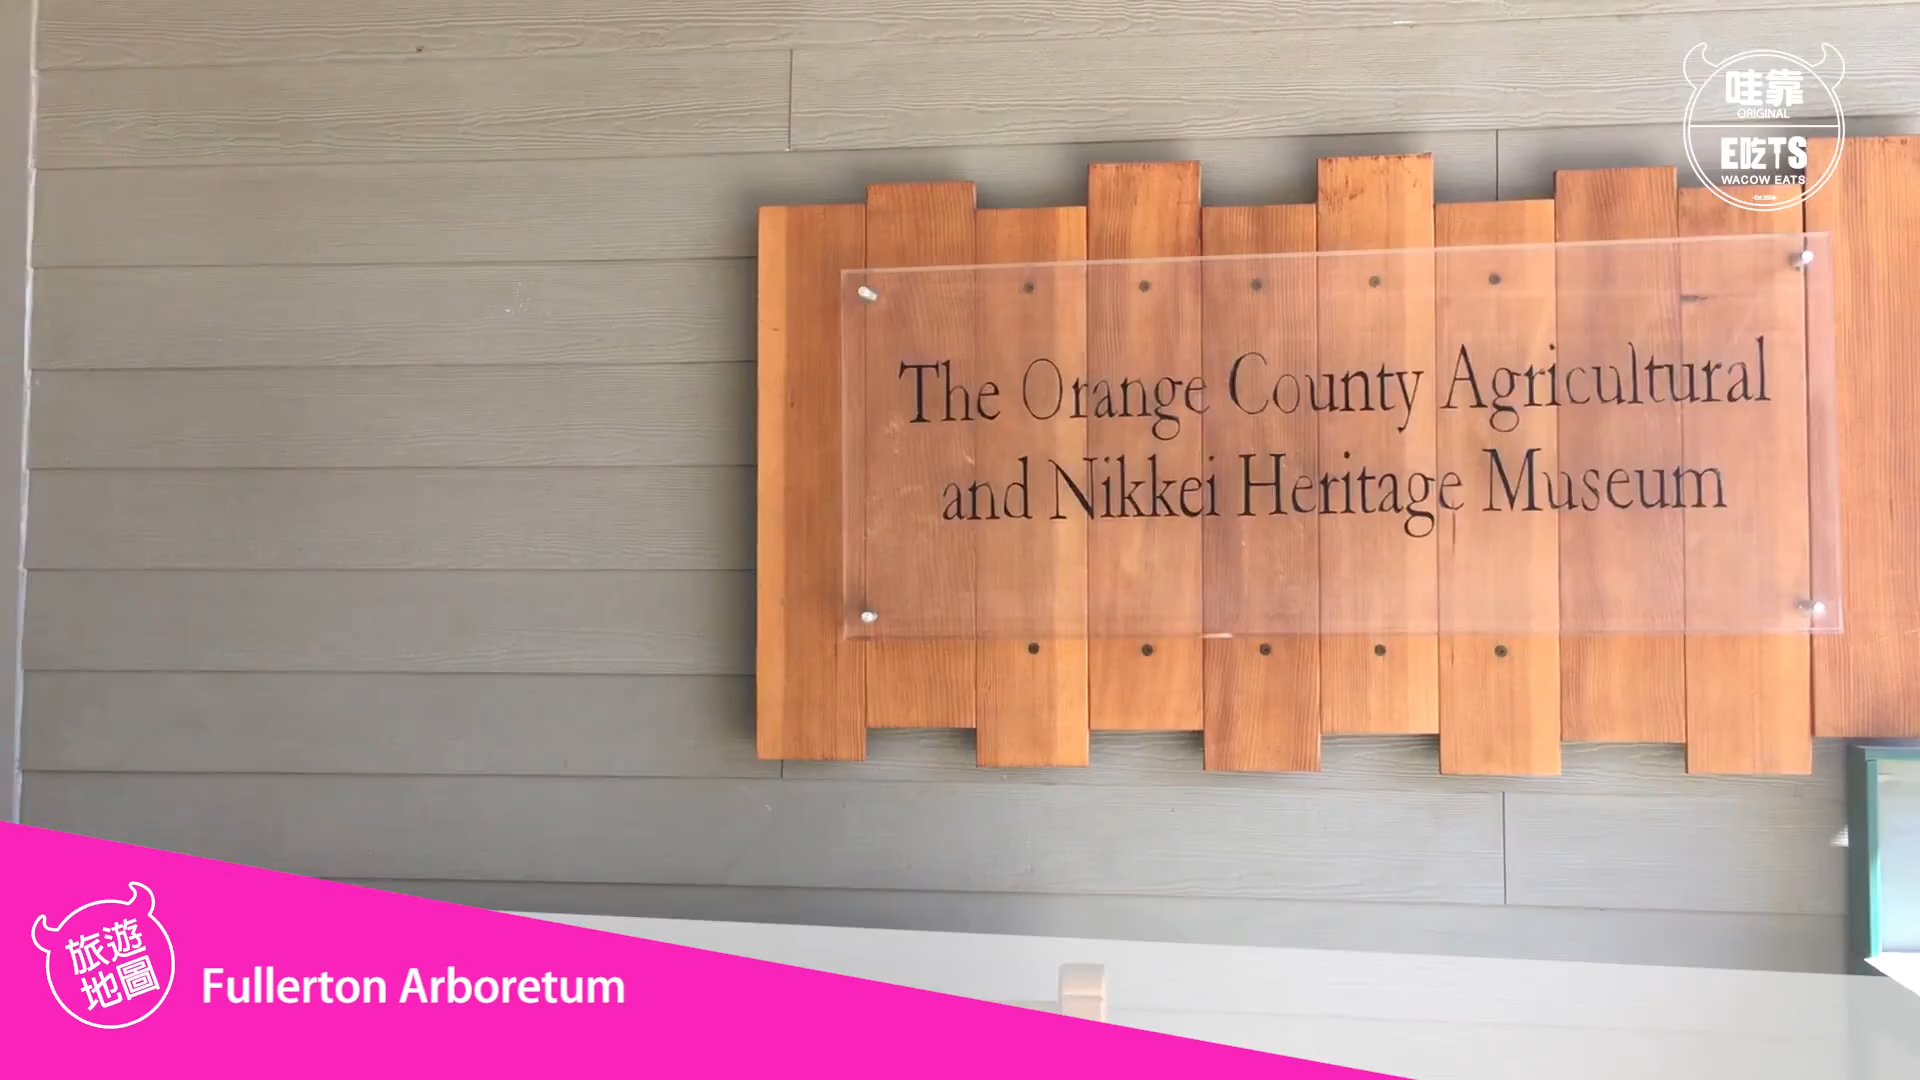 哇靠
ORIGINAL
E吃TS
WACOW EATS
The Orange County Agricultural
and Nikkei Heritage Museum
旅遊
地圖
Fullerton Arboretum